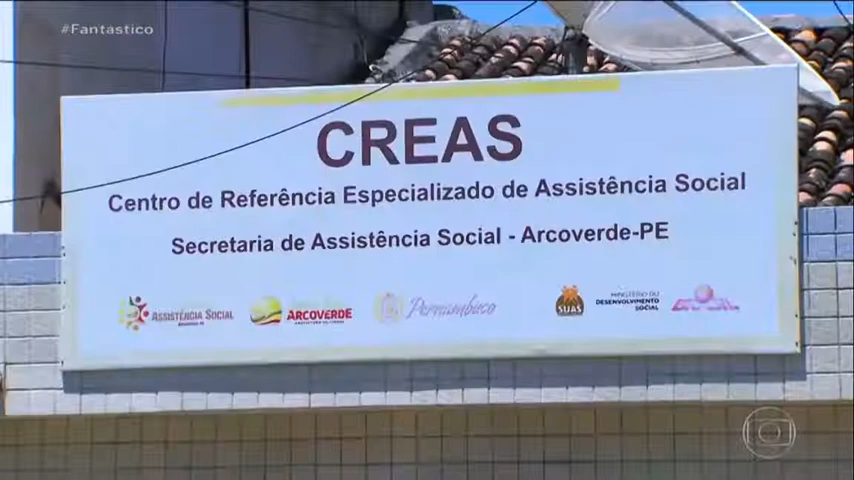 #Fantastico
CREAS
Centro de Referência Especializado de Assistência Social
Secretaria de Assistência Social - Arcoverde-PE
ASSISTÊNCIA SOCIAL
ARCOVERDE
Pernambuco
SUAS
MINISTÉRIO DO
DESENVOLVIMENTO
SOCIAL